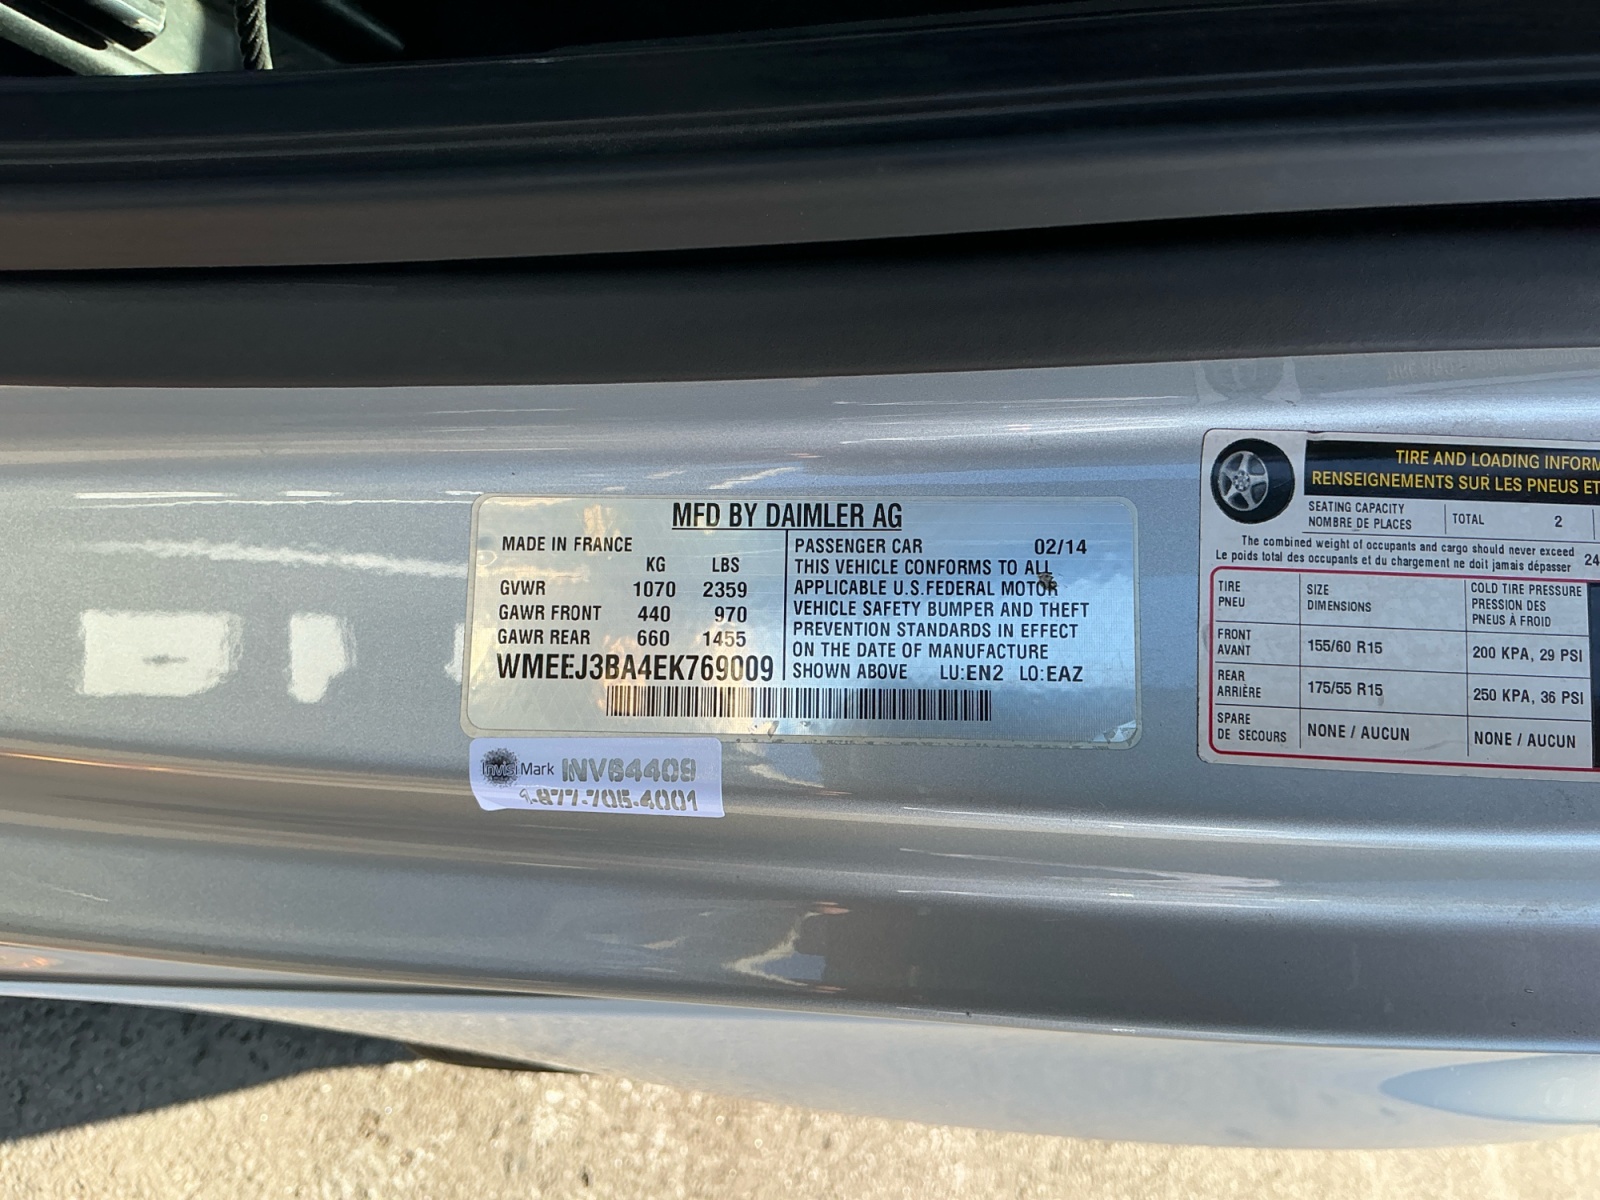 MFD BY DAIMLER AG
MADE IN FRANCE
KG LBS
GVWR 1070 2359
GAWR FRONT 440 970
GAWR REAR 660 1455
WMEEJ3BA4EK769009
PASSENGER CAR 02/14
THIS VEHICLE CONFORMS TO ALL
APPLICABLE U.S.FEDERAL MOTOR
VEHICLE SAFETY BUMPER AND THEFT
PREVENTION STANDARDS IN EFFECT
ON THE DATE OF MANUFACTURE
SHOWN ABOVE LU:EN2 LO:EAZ
InvisiMark INV64409
1-877-705-4001
TIRE AND LOADING INFORM
RENSEIGNEMENTS SUR LES PNEUS ET
SEATING CAPACITY
NOMBRE DE PLACES
TOTAL 2
The combined weight of occupants and cargo should never exceed
Le poids total des occupants et du chargement ne doit jamais dépasser
24
TIRE
PNEU
SIZE
DIMENSIONS
COLD TIRE PRESSURE
PRESSION DES
PNEUS À FROID
FRONT
AVANT
155/60 R15
200 KPA, 29 PSI
REAR
ARRIÈRE
175/55 R15
250 KPA, 36 PSI
SPARE
DE SECOURS
NONE / AUCUN
NONE / AUCUN